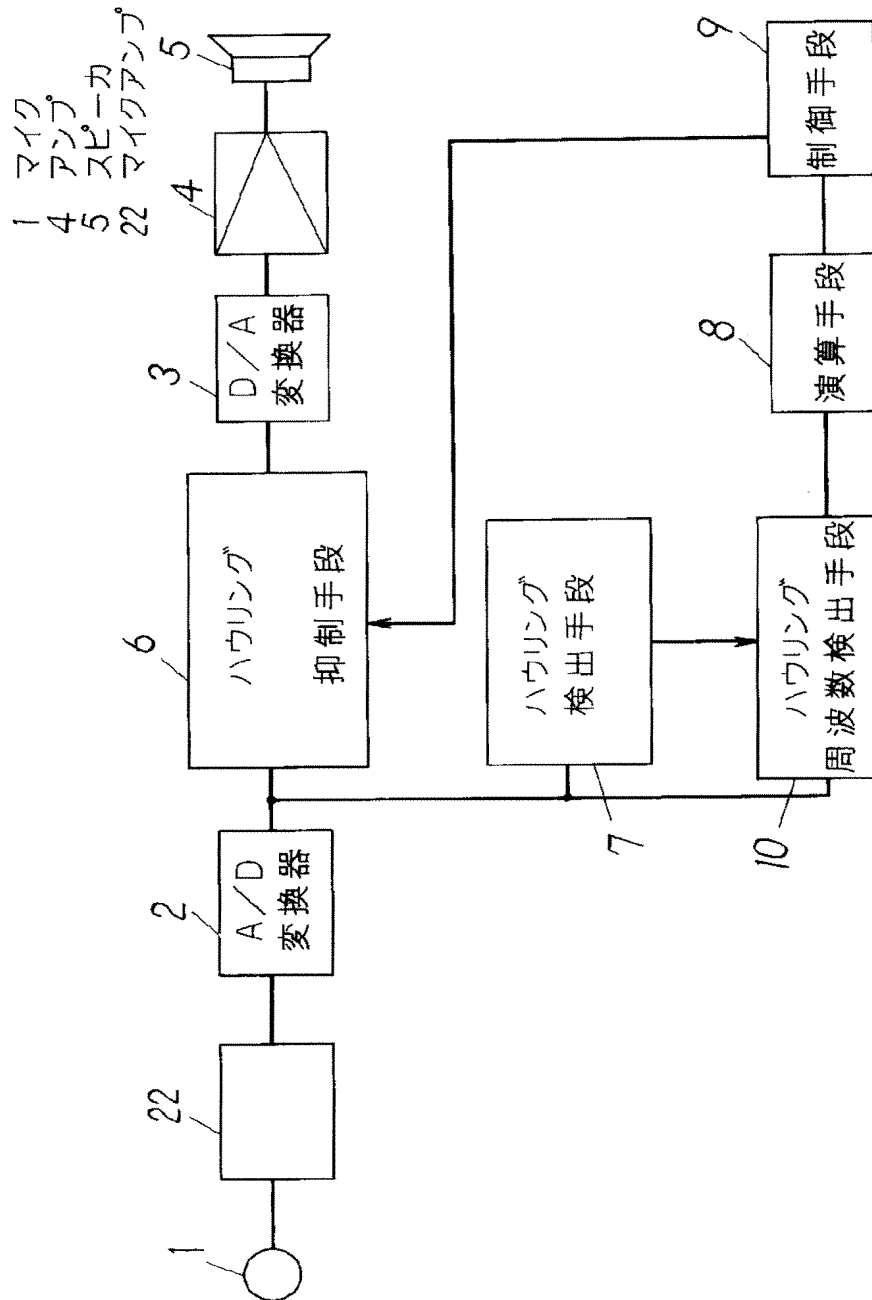 1 マイク
4 アンプ
5 スピーカ
22 マイクアンプ
1
22
2
A/D
変換器
6
ハウリング
抑制手段
3
D/A
変換器
4
5
7
ハウリング
検出手段
10
ハウリング
周波数検出手段
8
演算手段
9
制御手段